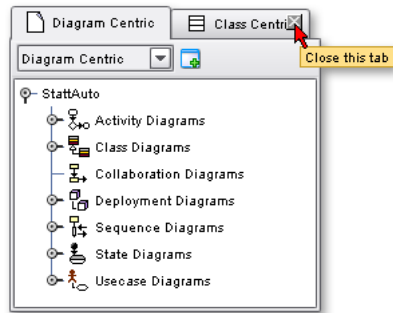 Diagram Centric
Class Centri
Diagram Centric
Close this tab
StattAuto
Activity Diagrams
Class Diagrams
Collaboration Diagrams
Deployment Diagrams
Sequence Diagrams
State Diagrams
Usecase Diagrams